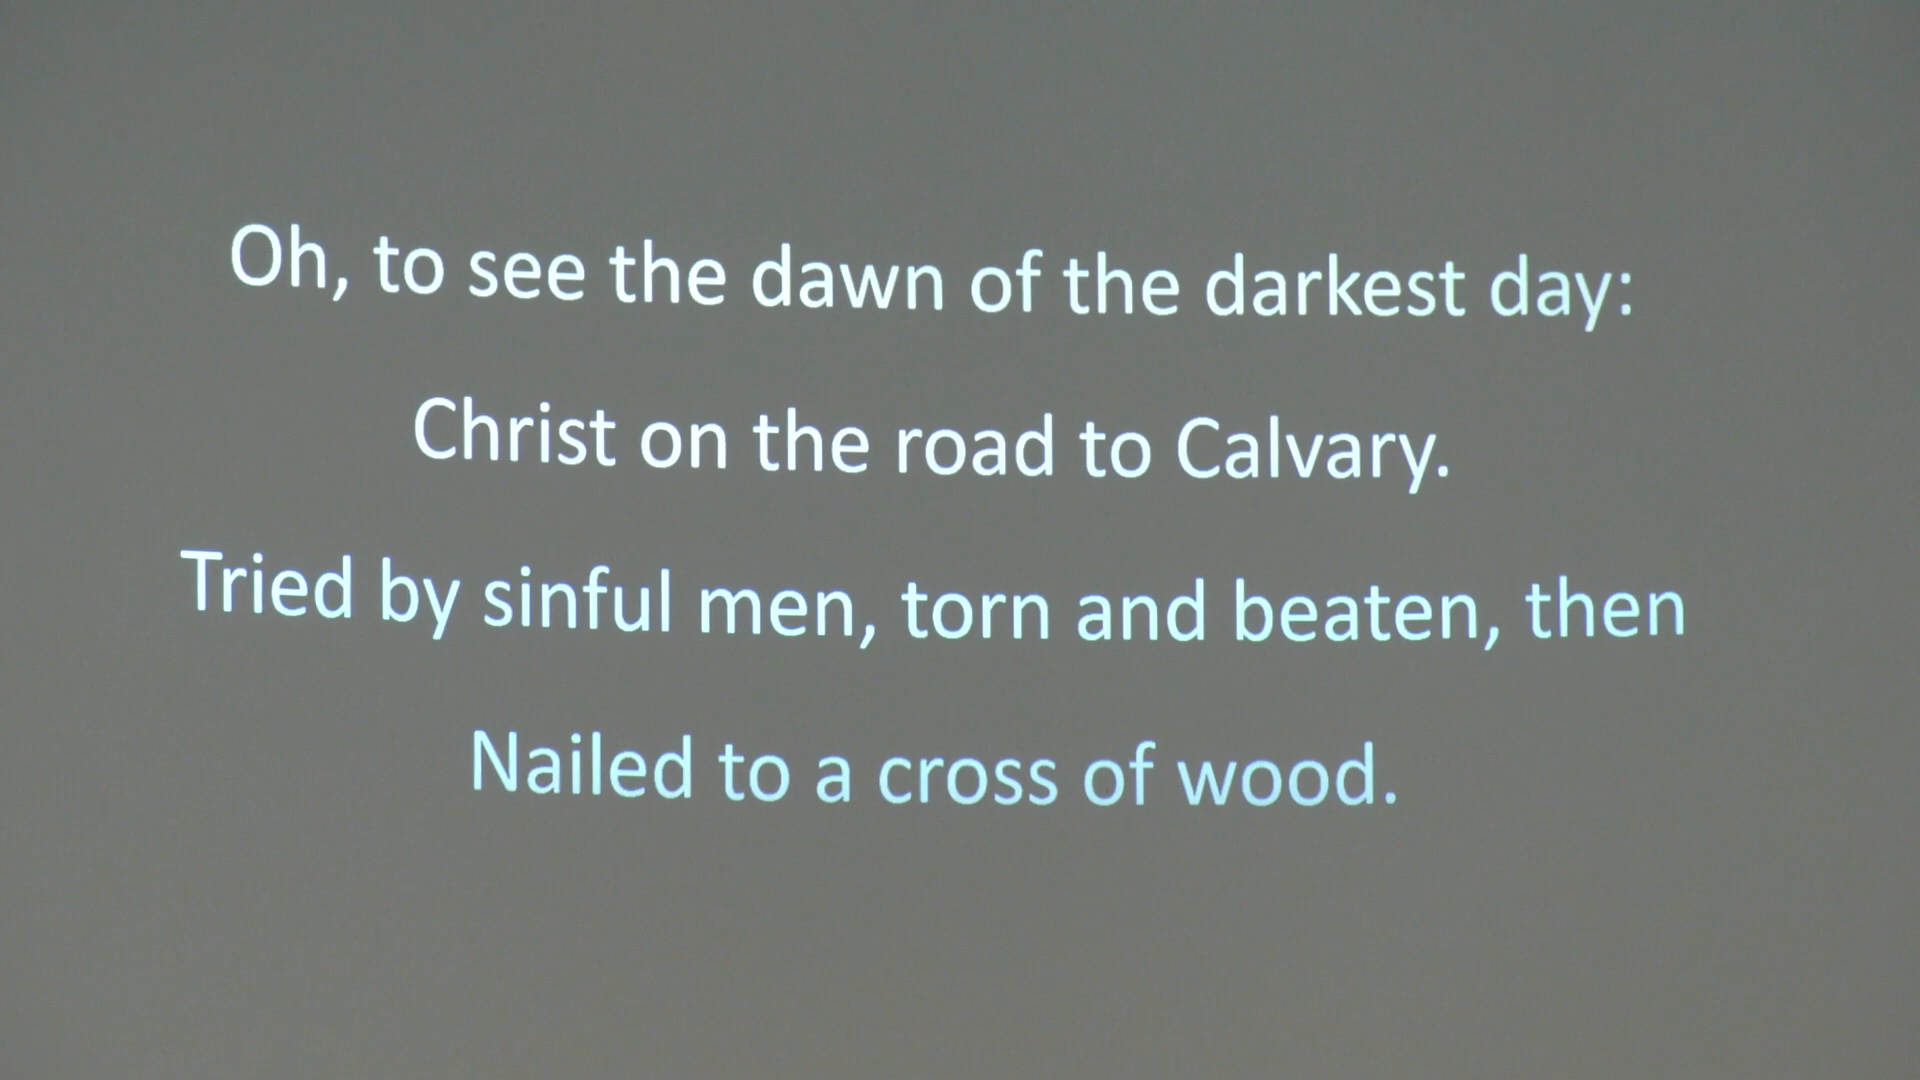 Oh, to see the dawn of the darkest day:
Christ on the road to Calvary.
Tried by sinful men, torn and beaten, then
Nailed to a cross of wood.